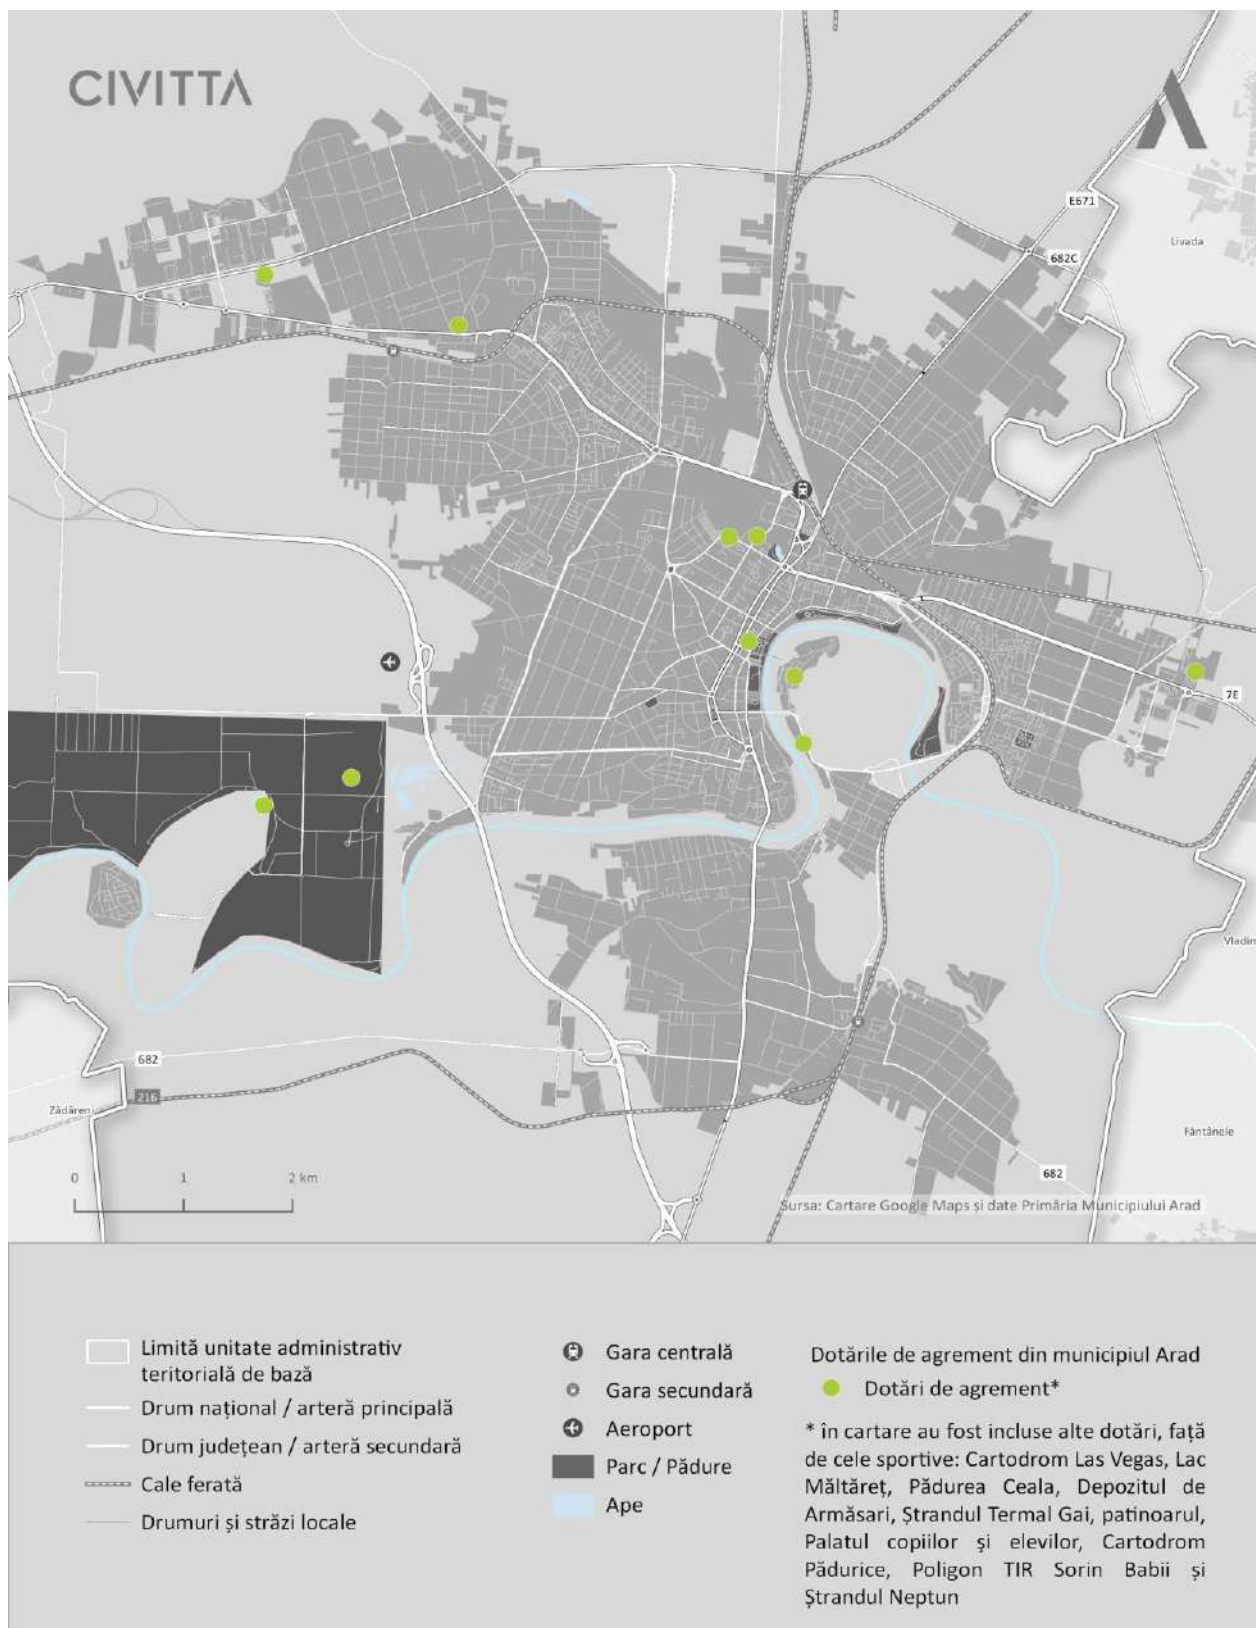 CIVITTA
E671
Livada
682C
7E
Vladim
682
216
Zădăreni
Fântânele
0 1 2 km
682
Sursa: Cartare Google Maps și date Primăria Municipiului Arad
Limită unitate administrativ
teritorială de bază
Drum național / arteră principală
Drum județean / arteră secundară
Cale ferată
Drumuri și străzi locale
Gara centrală
Gara secundară
Aeroport
Parc / Pădure
Ape
Dotările de agrement din municipiul Arad
Dotări de agrement*
* în cartare au fost incluse alte dotări, față
de cele sportive: Cartodrom Las Vegas, Lac
Măltăreț, Pădurea Ceala, Depozitul de
Armăsari, Ștrandul Termal Gai, patinoarul,
Palatul copiilor și elevilor, Cartodrom
Pădurice, Poligon TIR Sorin Babii și
Ștrandul Neptun